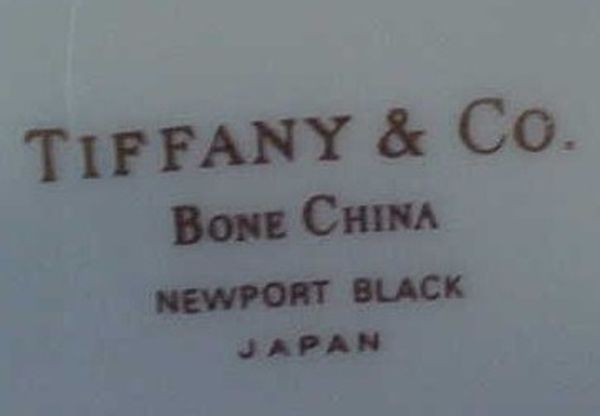 TIFFANY & CO.
BONE CHINA
NEWPORT BLACK
JAPAN